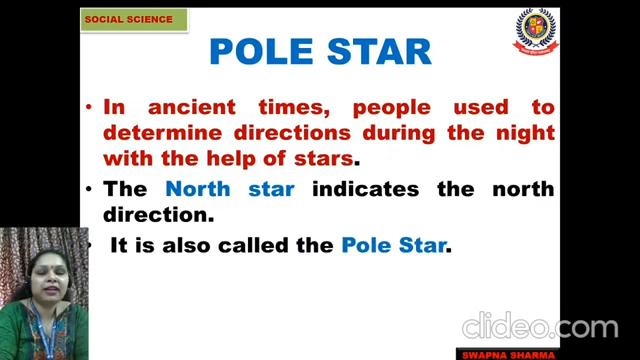 SOCIAL SCIENCE
POLE STAR
• In ancient times, people used to
determine directions during the night
with the help of stars.
• The North star indicates the north
direction.
• It is also called the Pole Star.
clideo.com
SWAPNA SHARMA